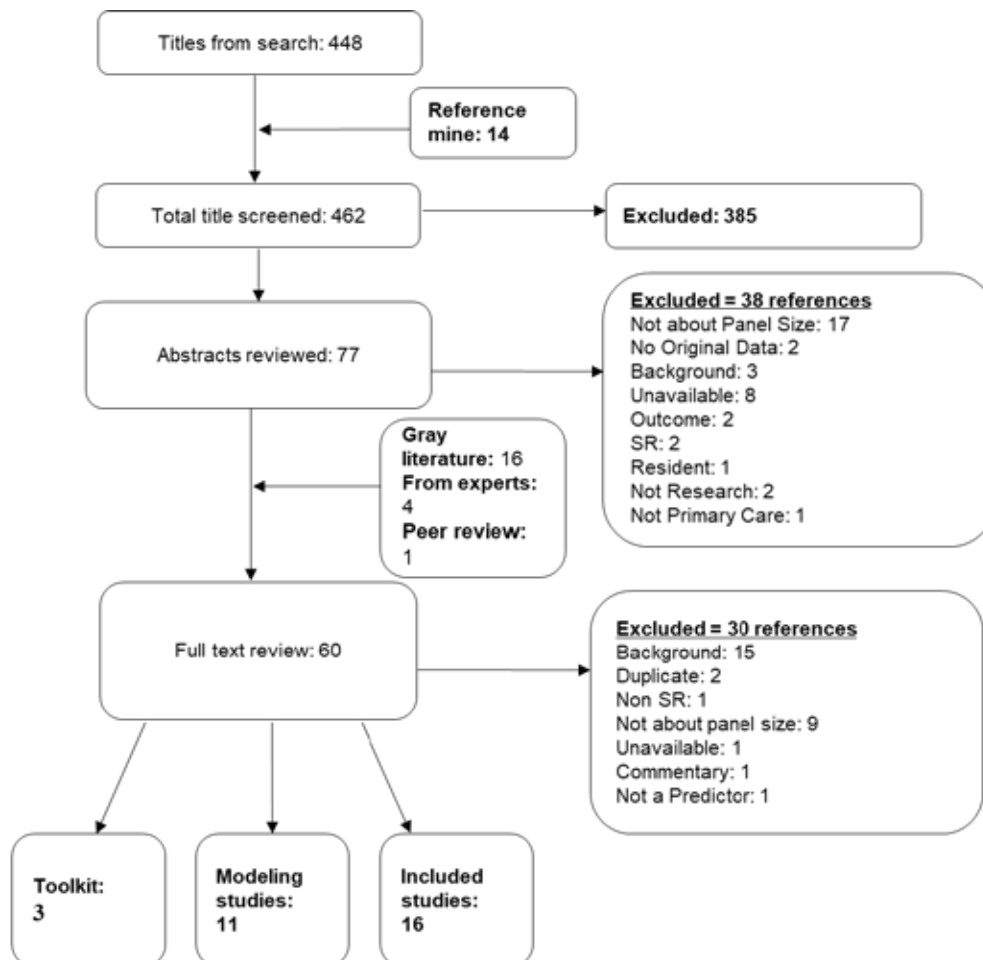 Titles from search: 448
Reference
mine: 14
Total title screened: 462
Excluded: 385
Abstracts reviewed: 77
Excluded = 38 references
Not about Panel Size: 17
No Original Data: 2
Background: 3
Unavailable: 8
Outcome: 2
SR: 2
Resident: 1
Not Research: 2
Not Primary Care: 1
Gray
literature: 16
From experts:
4
Peer review:
1
Full text review: 60
Excluded = 30 references
Background: 15
Duplicate: 2
Non SR: 1
Not about panel size: 9
Unavailable: 1
Commentary: 1
Not a Predictor: 1
Toolkit:
3
Modeling
studies:
11
Included
studies:
16